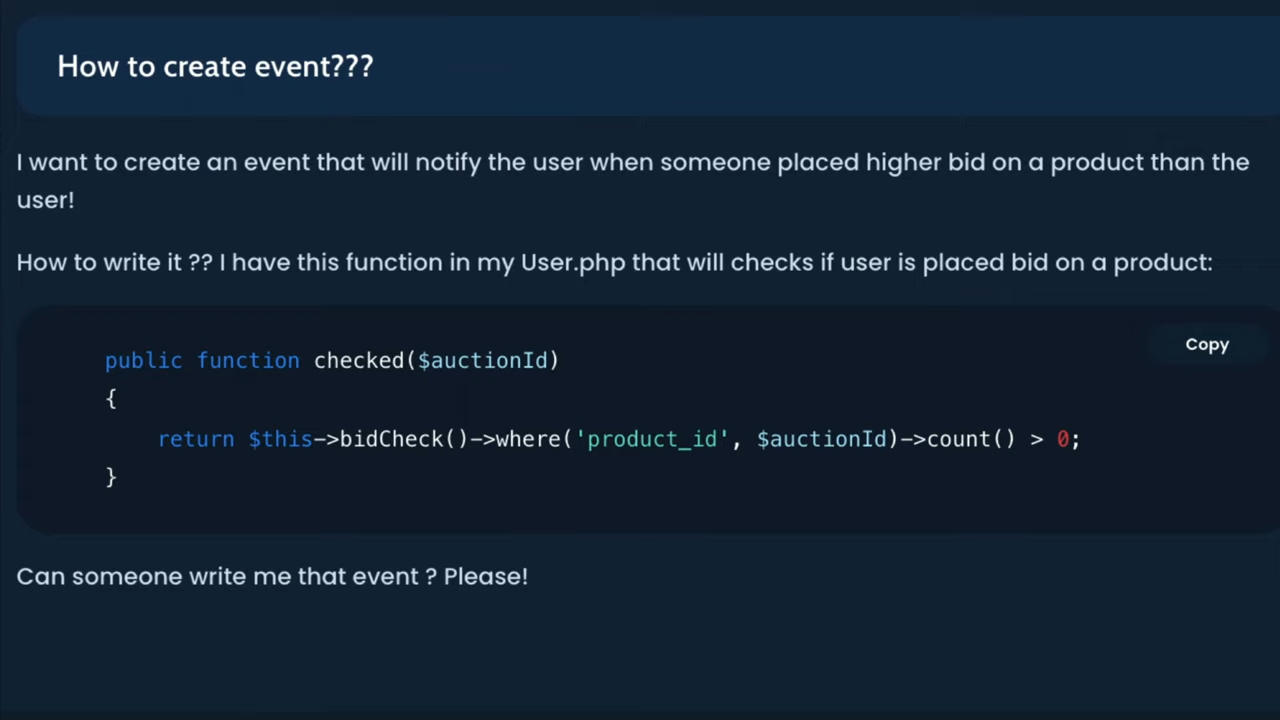 How to create event???
I want to create an event that will notify the user when someone placed higher bid on a product than the
user!
How to write it ?? I have this function in my User.php that will checks if user is placed bid on a product:
Copy
public function checked($auctionId)
{
return $this->bidCheck()->where('product_id', $auctionId)->count() > 0;
}
Can someone write me that event ? Please!